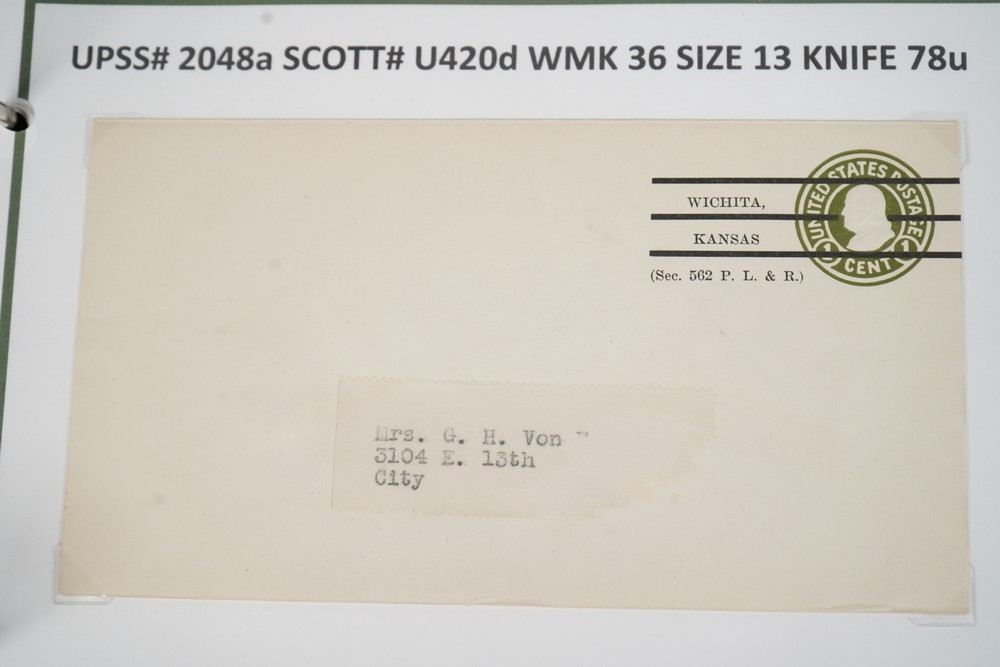 UPSS# 2048a SCOTT# U420d WMK 36 SIZE 13 KNIFE 78u
UNITED STATES POSTAGE
WICHITA,
KANSAS
1 CENT 1
(Sec. 562 P. L. & R.)
Mrs. G. H. Von
3104 E. 13th
City